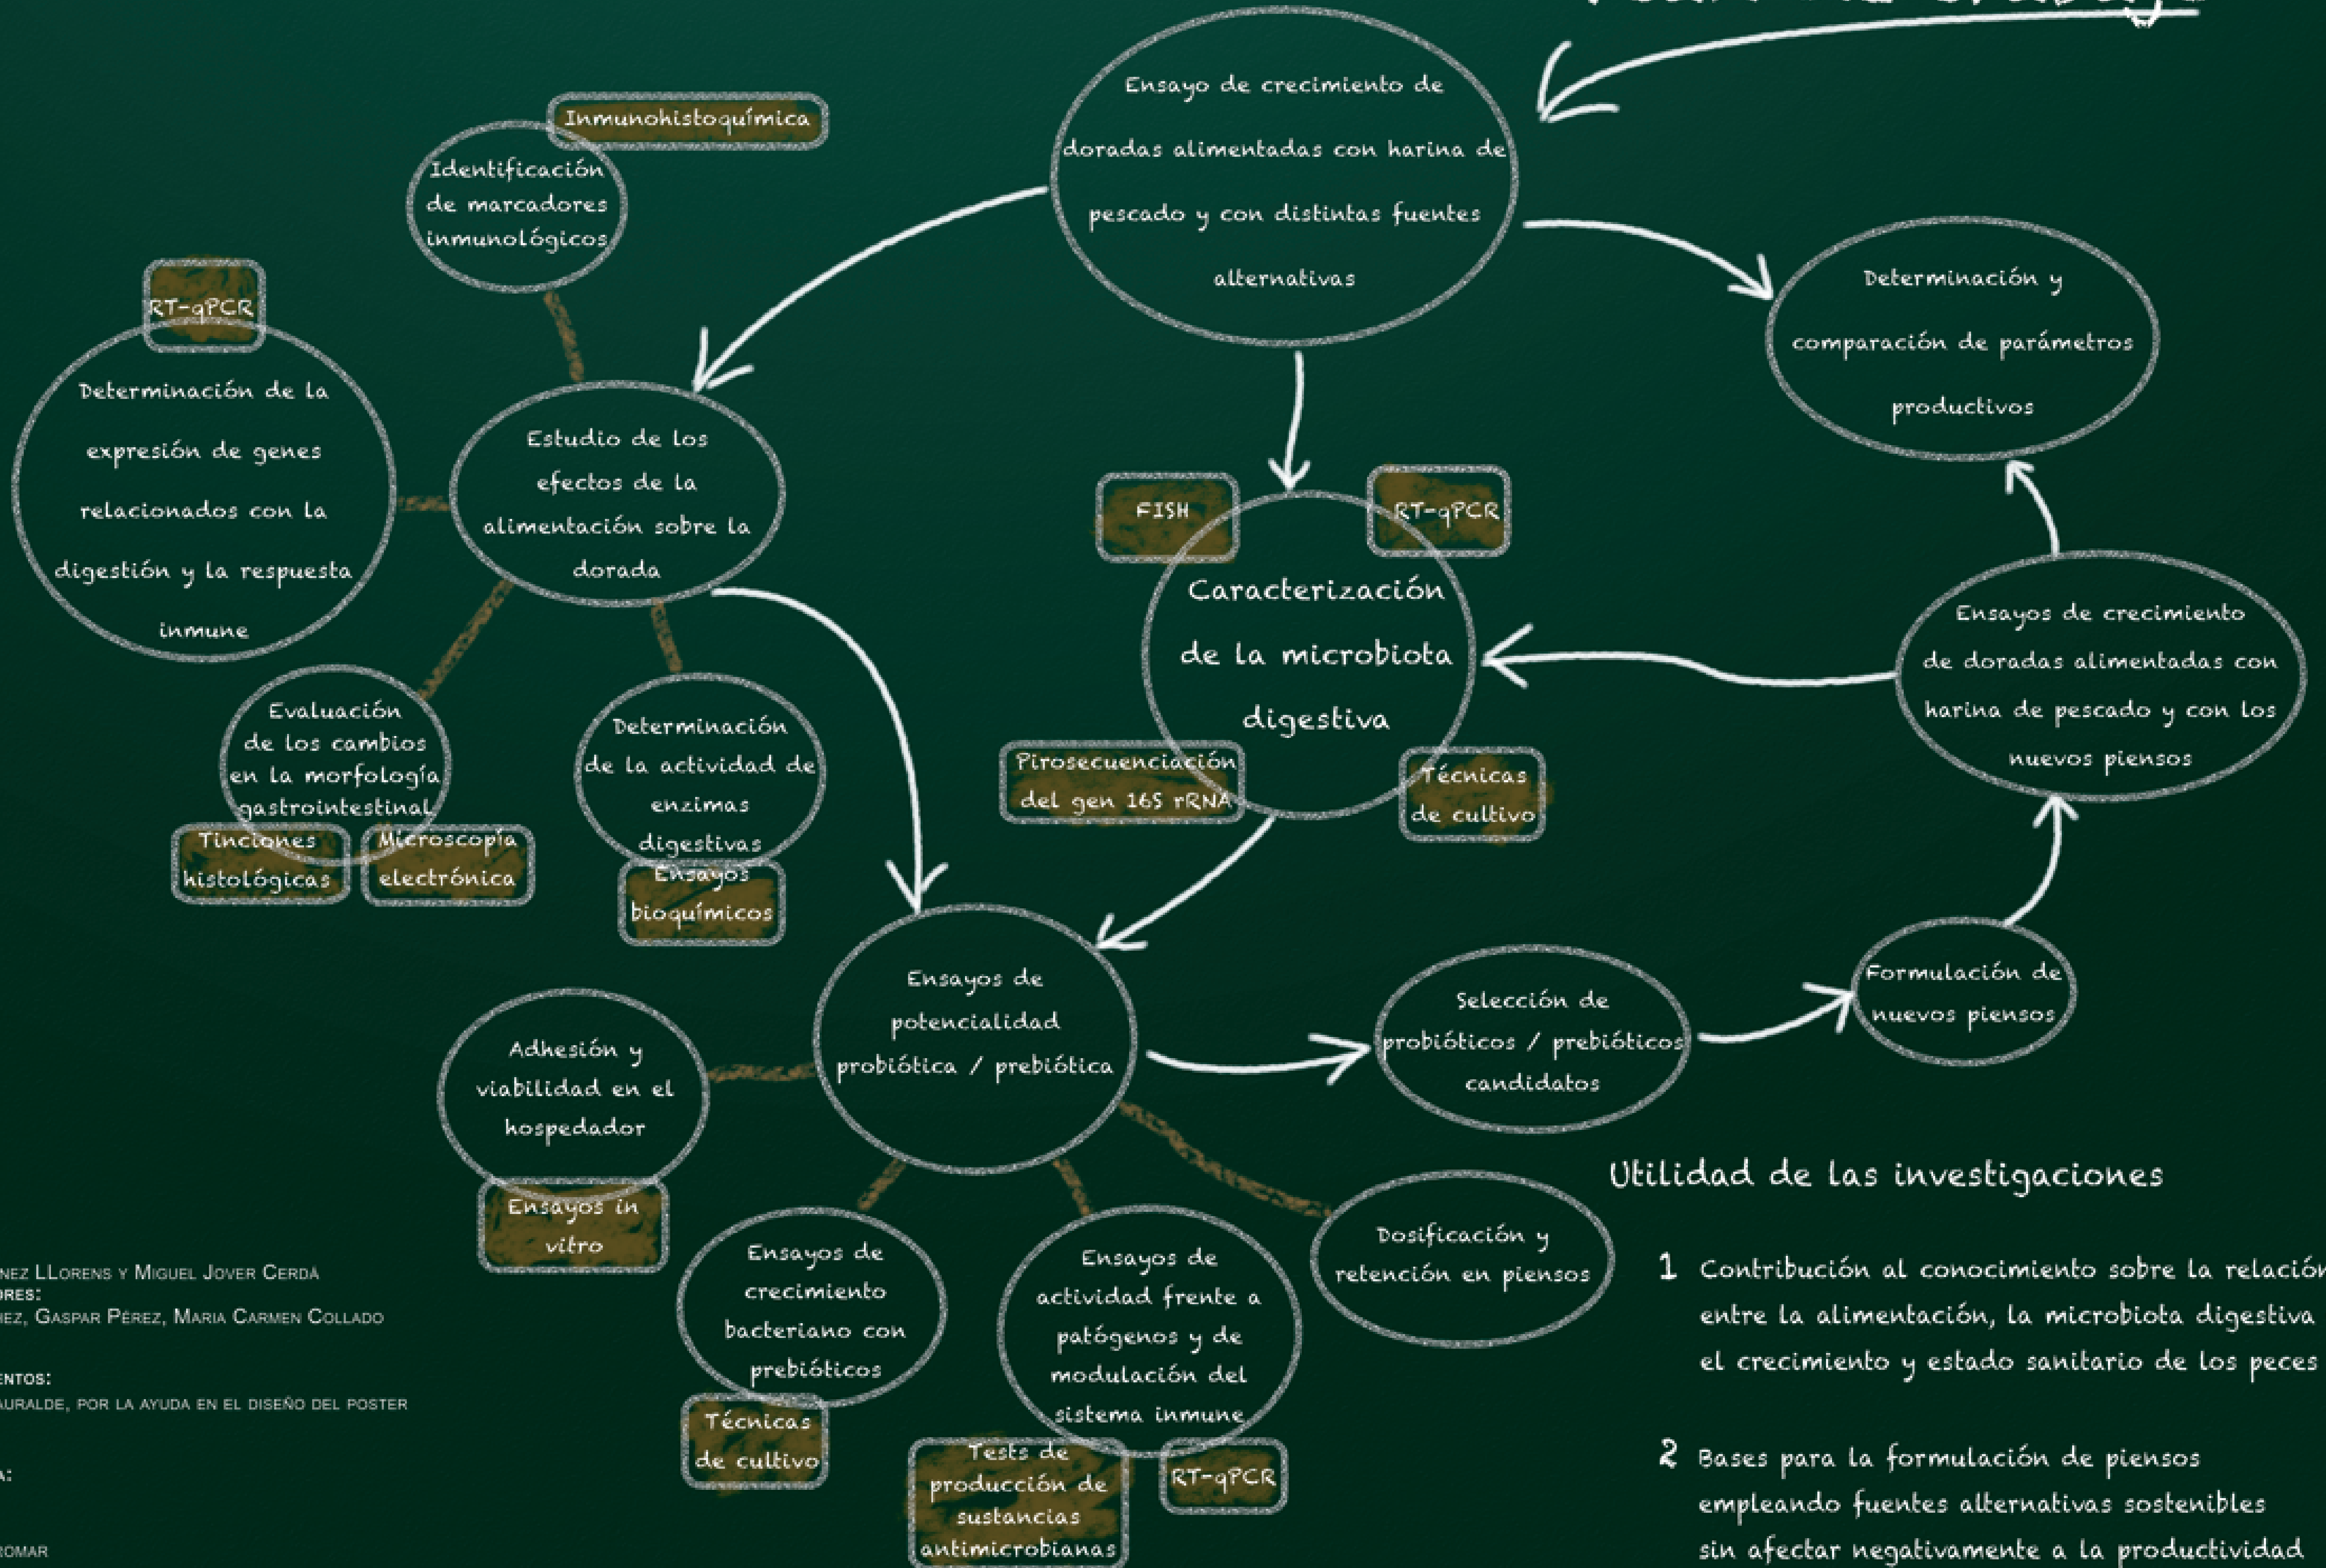 Ensayo de crecimiento de
doradas alimentadas con harina de
pescado y con distintas fuentes
alternativas
Inmunohistoquímica
Identificación
de marcadores
inmunológicos
RT-qPCR
Determinación de la
expresión de genes
relacionados con la
digestión y la respuesta
inmune
Estudio de los
efectos de la
alimentación sobre la
dorada
Determinación y
comparación de parámetros
productivos
FISH
RT-qPCR
Caracterización
de la microbiota
digestiva
Pirosecuenciación
del gen 16S rRNA
Técnicas
de cultivo
Ensayos de crecimiento
de doradas alimentadas con
harina de pescado y con los
nuevos piensos
Evaluación
de los cambios
en la morfología
gastrointestinal
Tinciones
histológicas
Microscopía
electrónica
Determinación
de la actividad de
enzimas
digestivas
Ensayos
bioquímicos
Ensayos de
potencialidad
probiótica / prebiótica
Selección de
probióticos / prebióticos
candidatos
Formulación de
nuevos piensos
Adhesión y
viabilidad en el
hospedador
Ensayos in
vitro
Ensayos de
crecimiento
bacteriano con
prebióticos
Técnicas
de cultivo
Ensayos de
actividad frente a
patógenos y de
modulación del
sistema inmune
Tests de
producción de
sustancias
antimicrobianas
RT-qPCR
Dosificación y
retención en piensos
Utilidad de las investigaciones
1 Contribución al conocimiento sobre la relación
entre la alimentación, la microbiota digestiva
el crecimiento y estado sanitario de los peces
2 Bases para la formulación de piensos
empleando fuentes alternativas sostenibles
sin afectar negativamente a la productividad
NEZ LLORENS Y MIGUEL JOVER CERDÁ
ORES:
HEZ, GASPAR PÉREZ, MARIA CARMEN COLLADO
ENTOS:
AURALDE, POR LA AYUDA EN EL DISEÑO DEL POSTER
A:
ROMAR